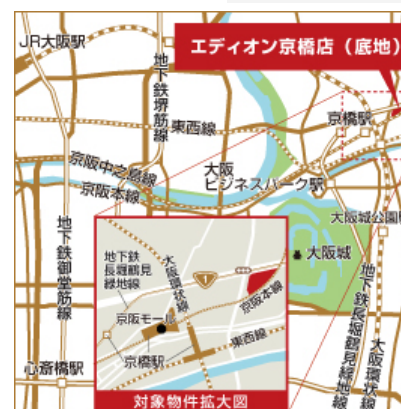 JR大阪駅
エディオン京橋店（底地）
地下鉄堺筋線
東西線
京橋駅
京阪中之島線
京阪本線
大阪
ビジネスパーク駅
大阪城公園
大阪城
地下鉄御堂筋線
心斎橋駅
地下鉄長堀鶴見緑地線
大阪環状線
地下鉄
長堀鶴見
緑地線
大阪環状線
1
京阪本線
京阪モール
東西線
京橋駅
対象物件拡大図